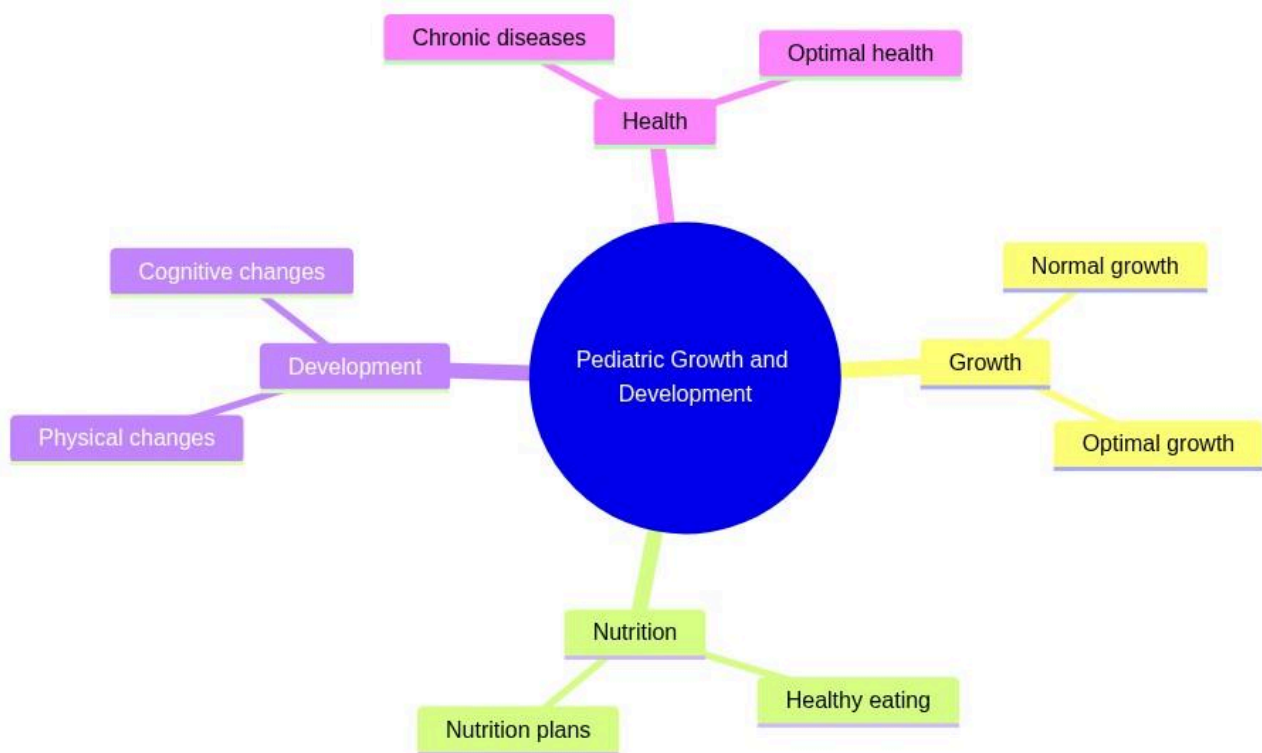 Chronic diseases
Optimal health
Health
Cognitive changes
Normal growth
Development
Pediatric Growth and
Development
Growth
Physical changes
Optimal growth
Nutrition
Healthy eating
Nutrition plans